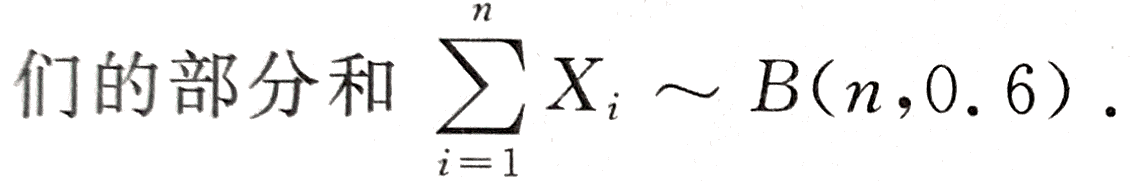 们的部分和 $\sum_{i=1}^{n} X_i \sim B(n,0.6)$.